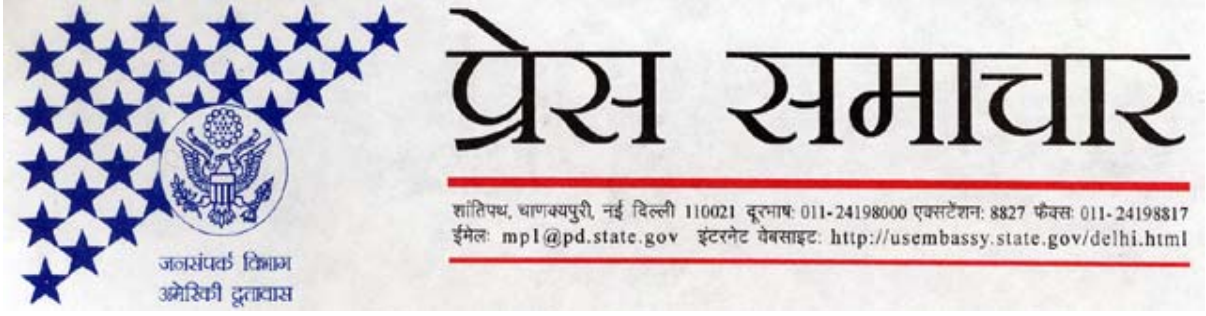 प्रेस समाचार
शांतिपथ, चाणक्यपुरी, नई दिल्ली 110021 दूरभाष: 011-24198000 एक्सटेंशन: 8827 फैक्स: 011-24198817
ईमेल: mp1@pd.state.gov इंटरनेट वेबसाइट: http://usembassy.state.gov/delhi.html
जनसंपर्क विभाग
अमेरिकी दूतावास